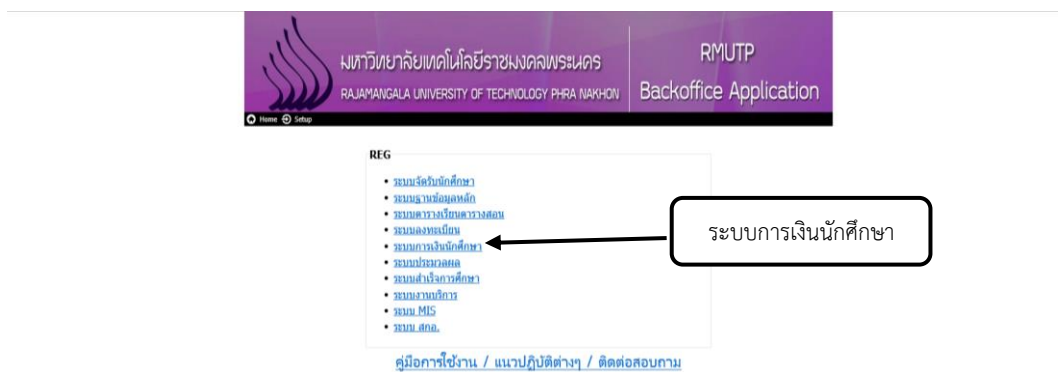 มหาวิทยาลัยเทคโนโลยีราชมงคลพระนคร
RAJAMANGALA UNIVERSITY OF TECHNOLOGY PHRA NAKHON
RMUTP
Backoffice Application
Home Setup
REG
ระบบจัดรับนักศึกษา
ระบบฐานข้อมูลหลัก
ระบบตารางเรียนตารางสอน
ระบบลงทะเบียน
ระบบการเงินนักศึกษา
ระบบการเงินนักศึกษา
ระบบประมวลผล
ระบบสำเร็จการศึกษา
ระบบงานบริการ
ระบบ MIS
ระบบ สกอ.
คู่มือการใช้งาน / แนวปฏิบัติต่างๆ / ติดต่อสอบถาม